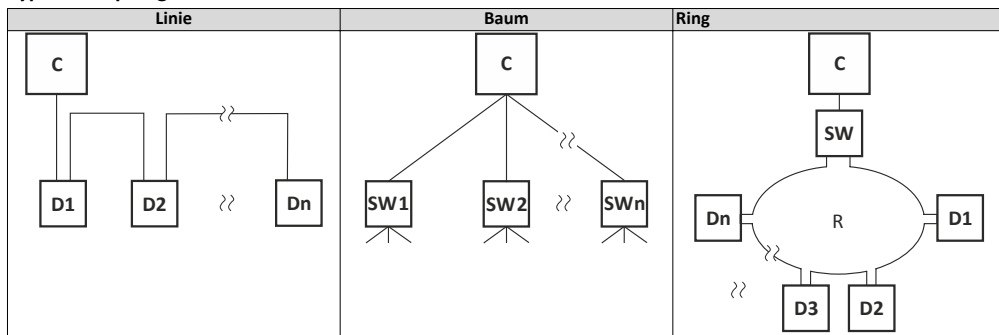 Linie Baum Ring
C C C
SW
D1 D2 Dn SW1 SW2 SWn Dn R D1
D3 D2